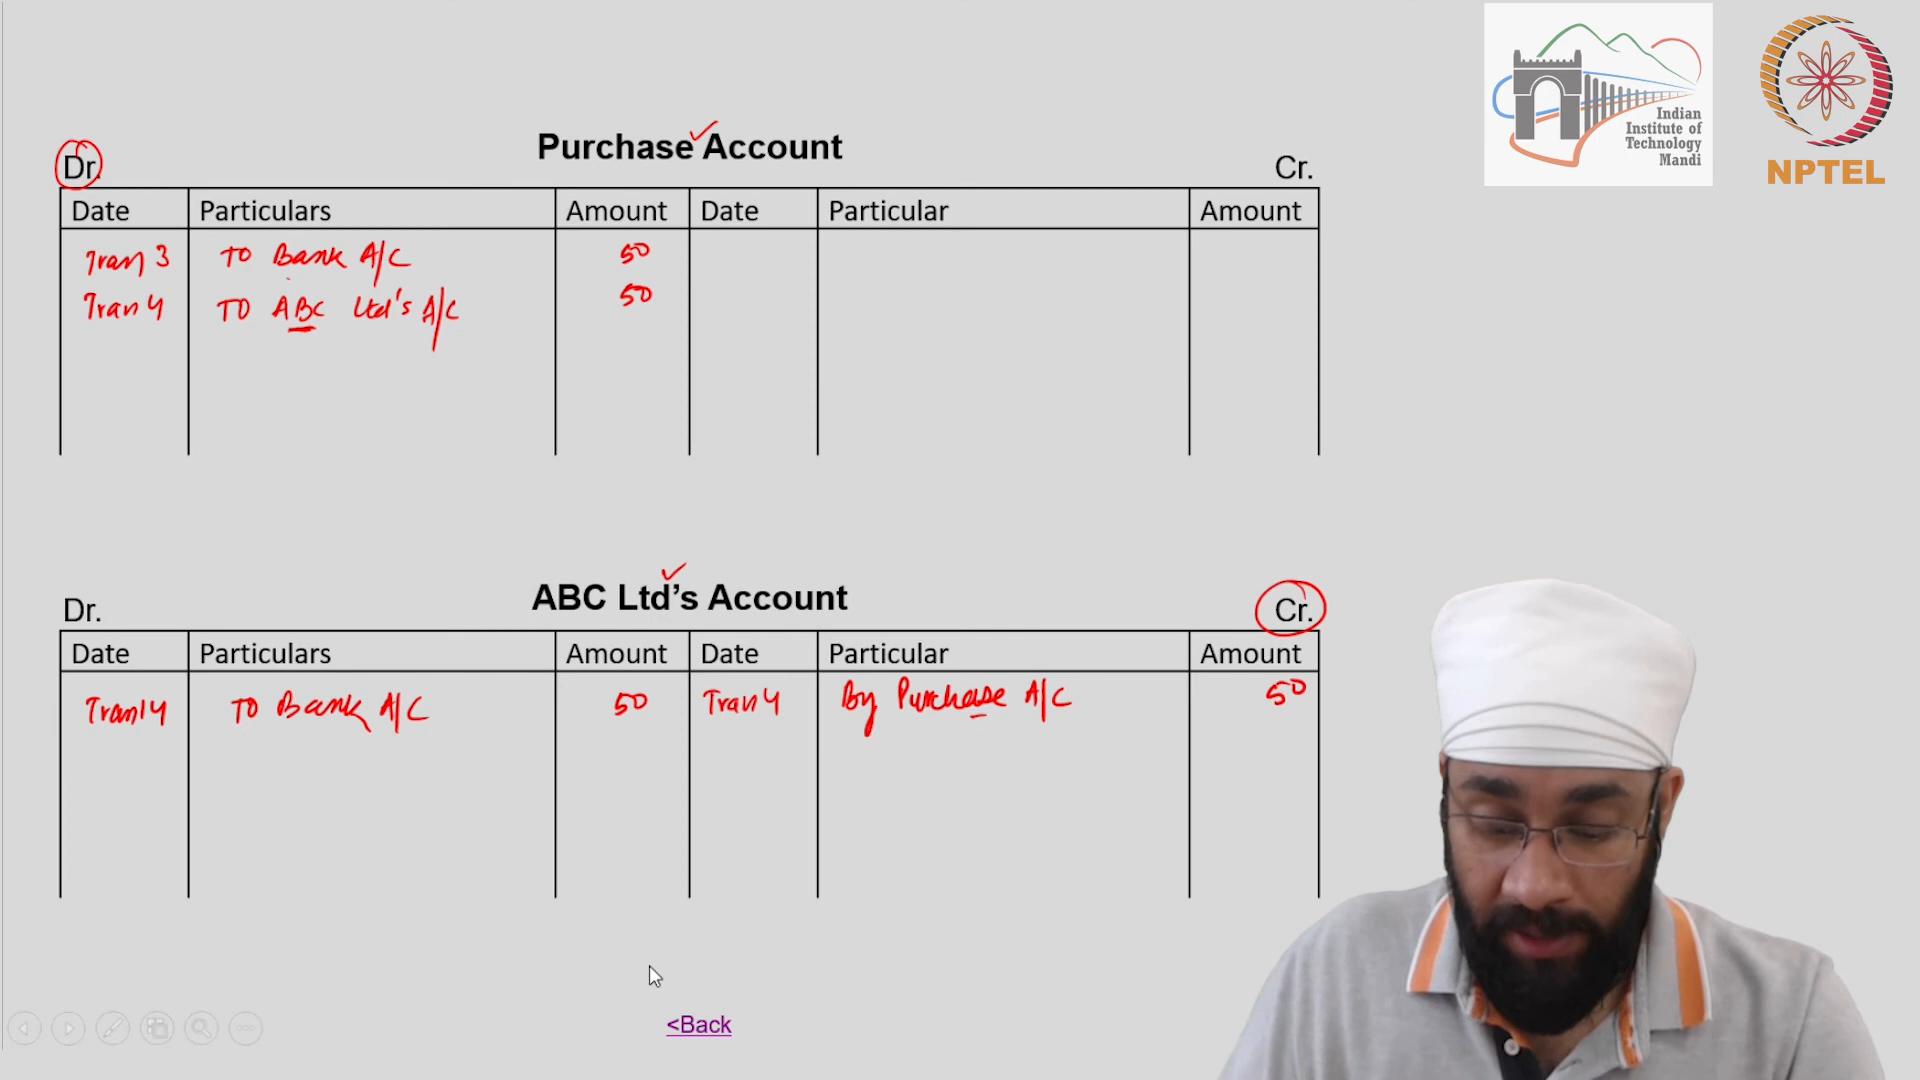 Indian
Institute of
Technology
Mandi
NPTEL
Purchase Account
Dr.
Cr.
Date Particulars Amount Date Particular Amount
Tran 3 TO Bank A/C 50
Tran 4 TO ABC Ltd's A/C 50
ABC Ltd’s Account
Dr.
Cr.
Date Particulars Amount Date Particular Amount
Tran 14 TO Bank A/C 50 Tran 4 By Purchase A/C 50
<Back